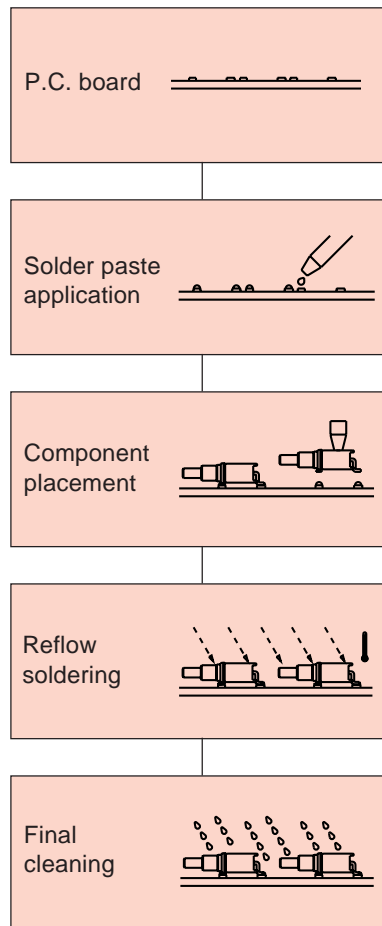 P.C. board
Solder paste
application
Component
placement
Reflow
soldering
Final
cleaning